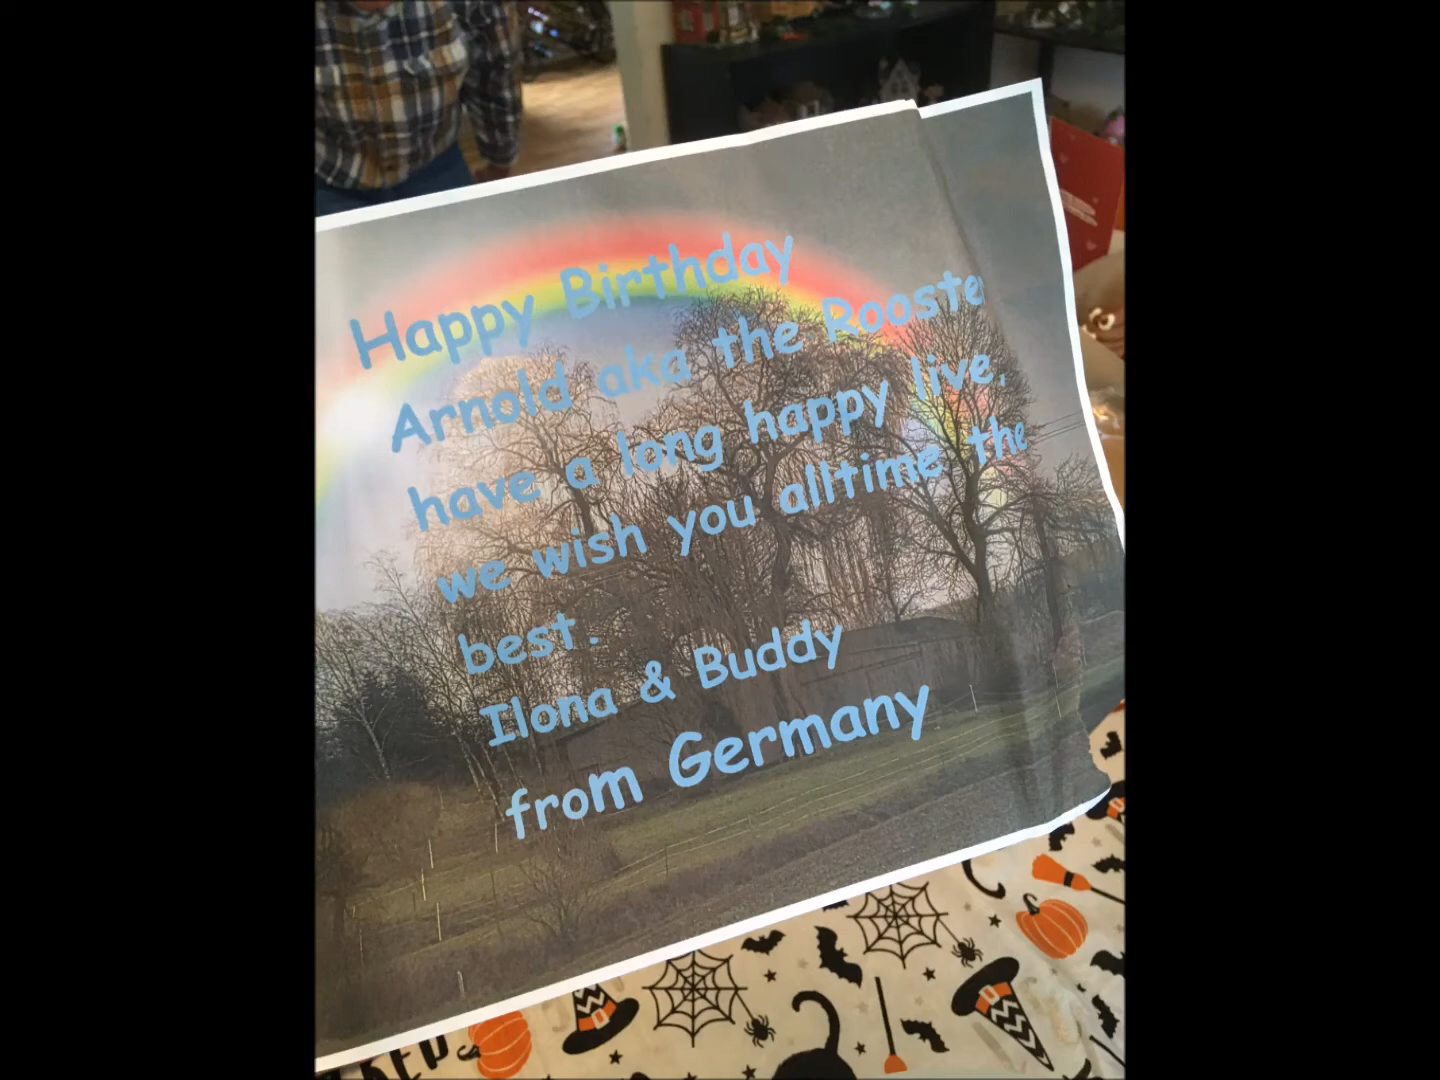 Happy Birthday
Arnold aka the Rooste
have a long happy live,
we wish you alltime the
best.
Ilona & Buddy
from Germany